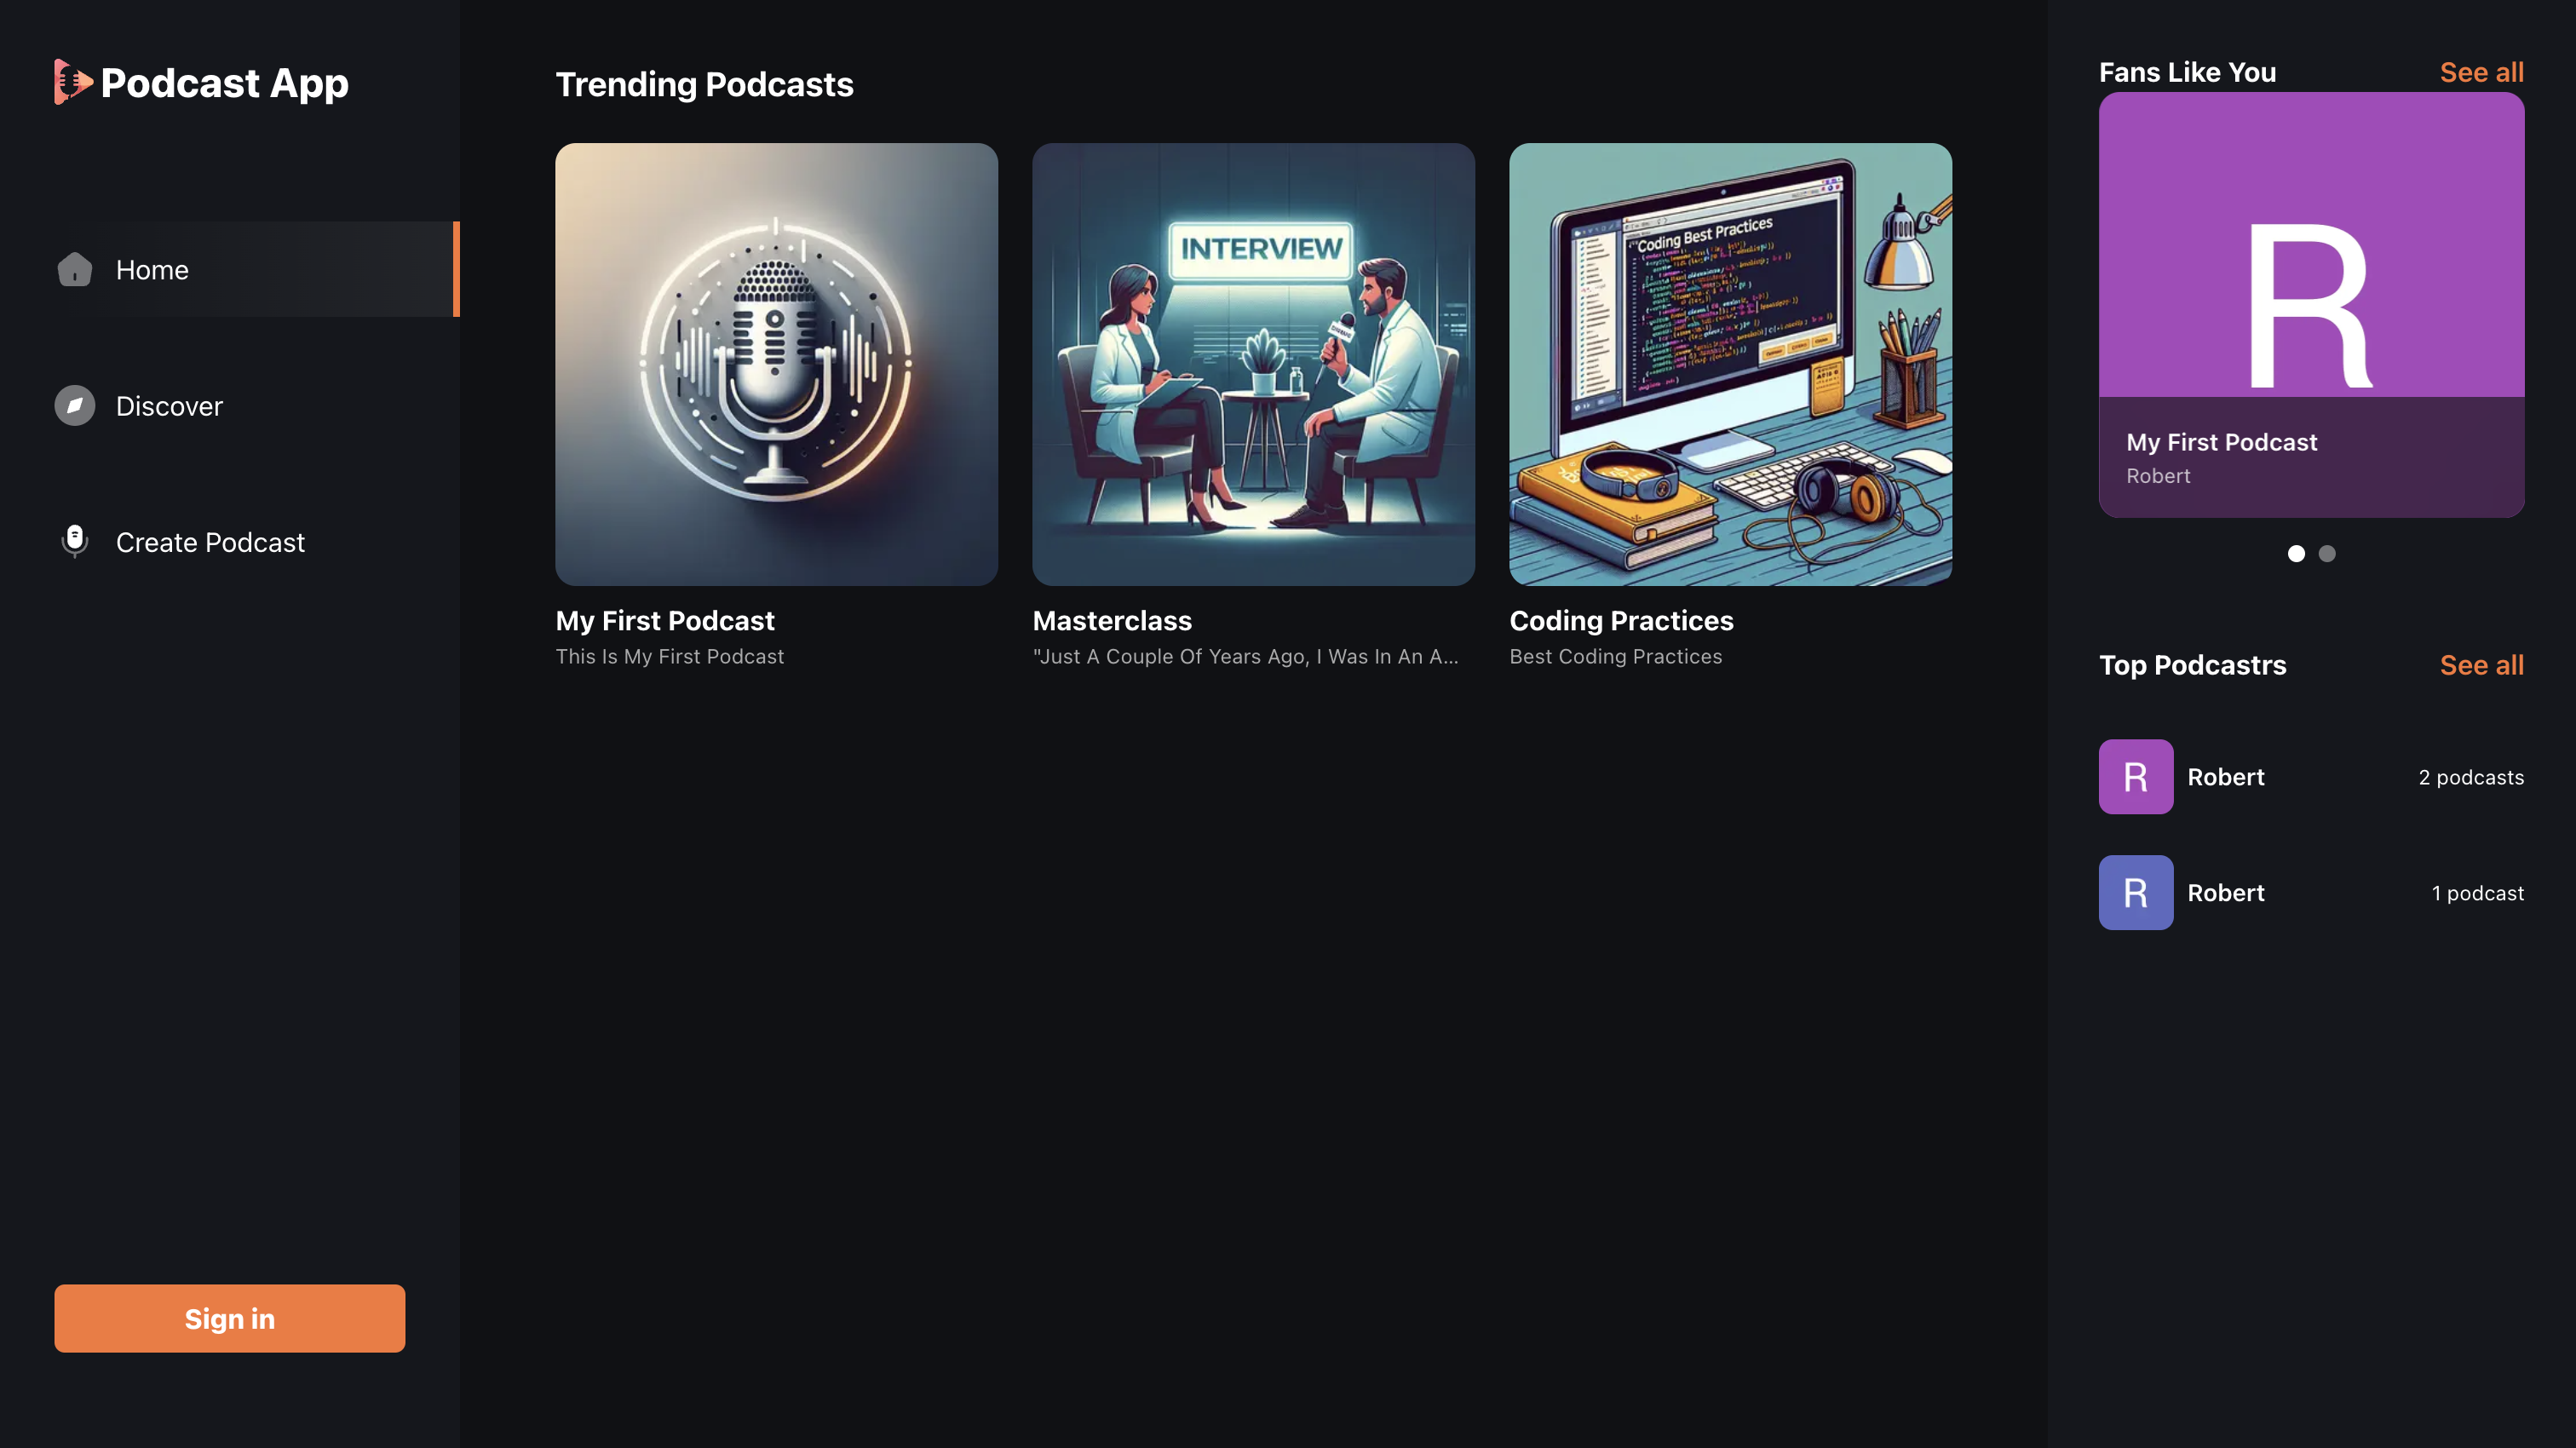 Podcast App
Home
Discover
Create Podcast
Sign in
Trending Podcasts
INTERVIEW
Coding Best Practices
My First Podcast
This Is My First Podcast
Masterclass
"Just A Couple Of Years Ago, I Was In An A...
Coding Practices
Best Coding Practices
Fans Like You
See all
R
My First Podcast
Robert
Top Podcastrs
See all
R
Robert
2 podcasts
R
Robert
1 podcast